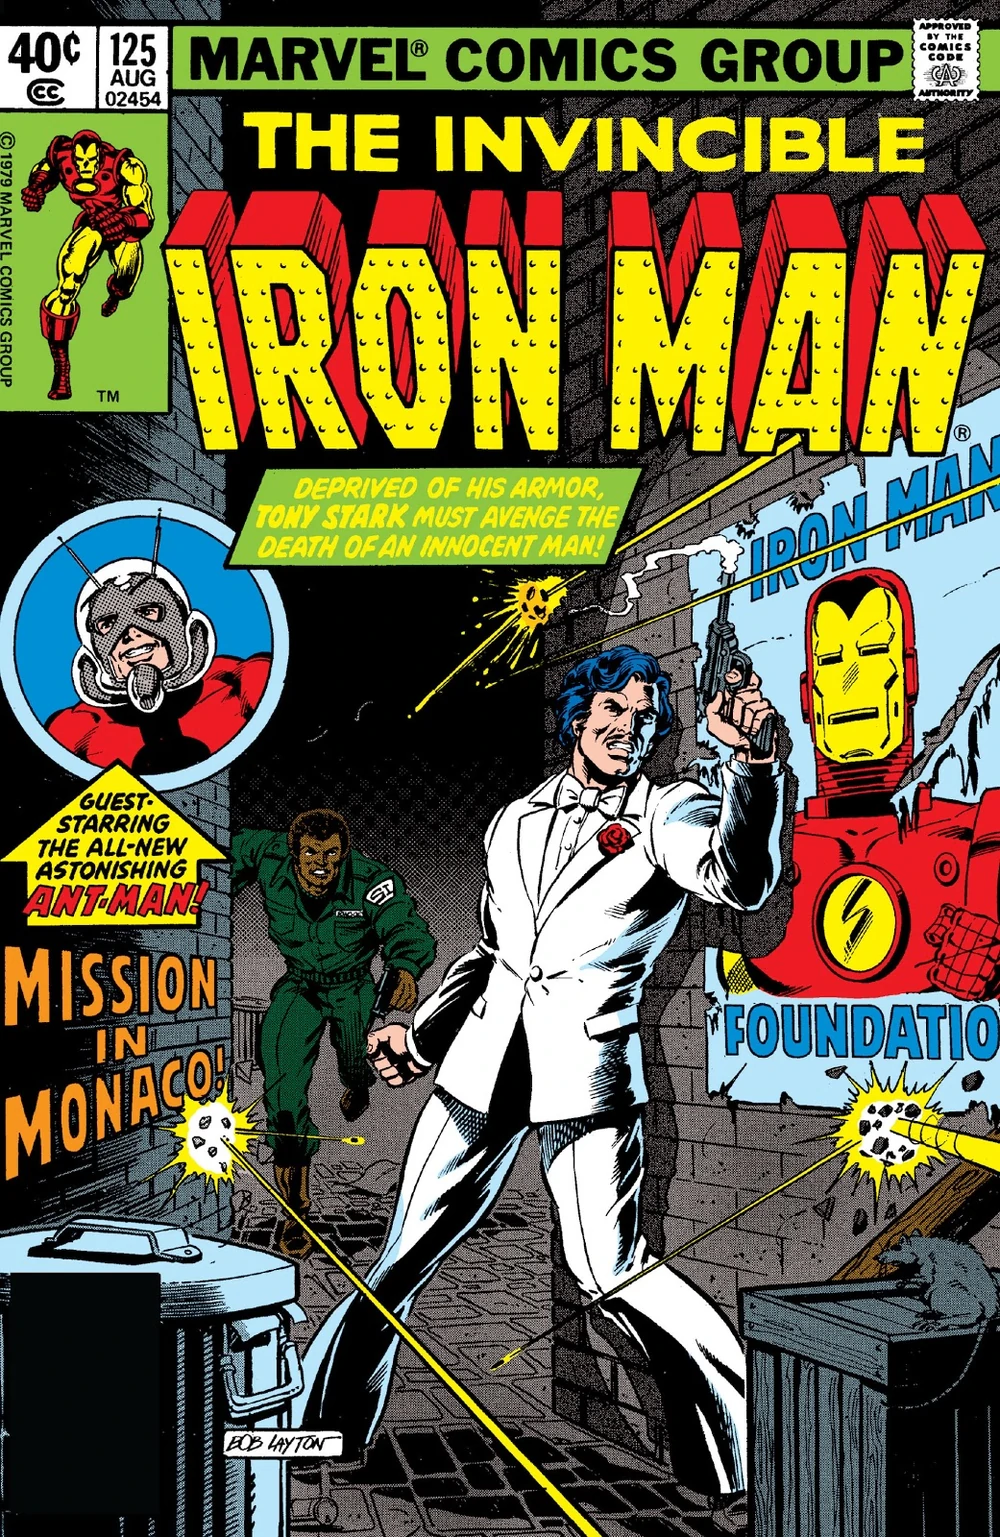 40¢
CC
125
AUG
02454
MARVEL® COMICS GROUP
APPROVED
BY THE
COMICS
CODE
CA
AUTHORITY
© 1979 MARVEL COMICS GROUP
TM
THE INVINCIBLE
IRON MAN®
DEPRIVED OF HIS ARMOR,
TONY STARK MUST AVENGE THE
DEATH OF AN INNOCENT MAN!
IRON MAN
GUEST-
STARRING
THE ALL-NEW
ASTONISHING
ANT-MAN!
SI
MISSION
IN
MONACO!
FOUNDATIO
BOB LAYTON